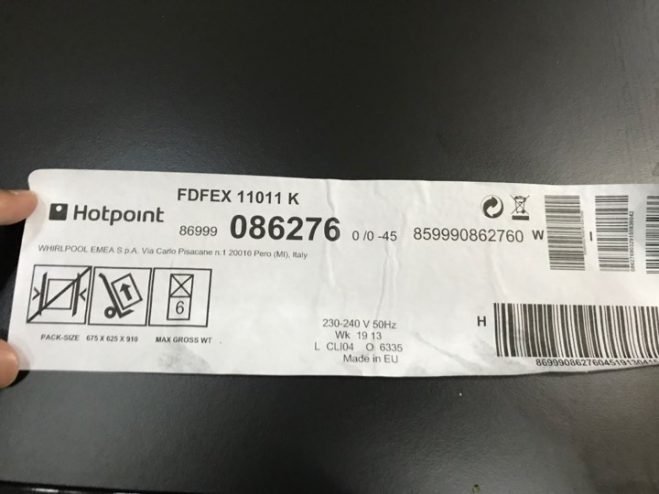 FDFEX 11011 K
Hotpoint
86999 086276 0 /0 -45 859990862760 W
I
WHIRLPOOL EMEA S.p.A. Via Carlo Pisacane n.1 20010 Pero (MI), Italy
6
PACK-SIZE 675 X 625 X 910 MAX GROSS WT
230-240 V 50Hz
Wk 19 13
L CLI04 O 6335
Made in EU
H